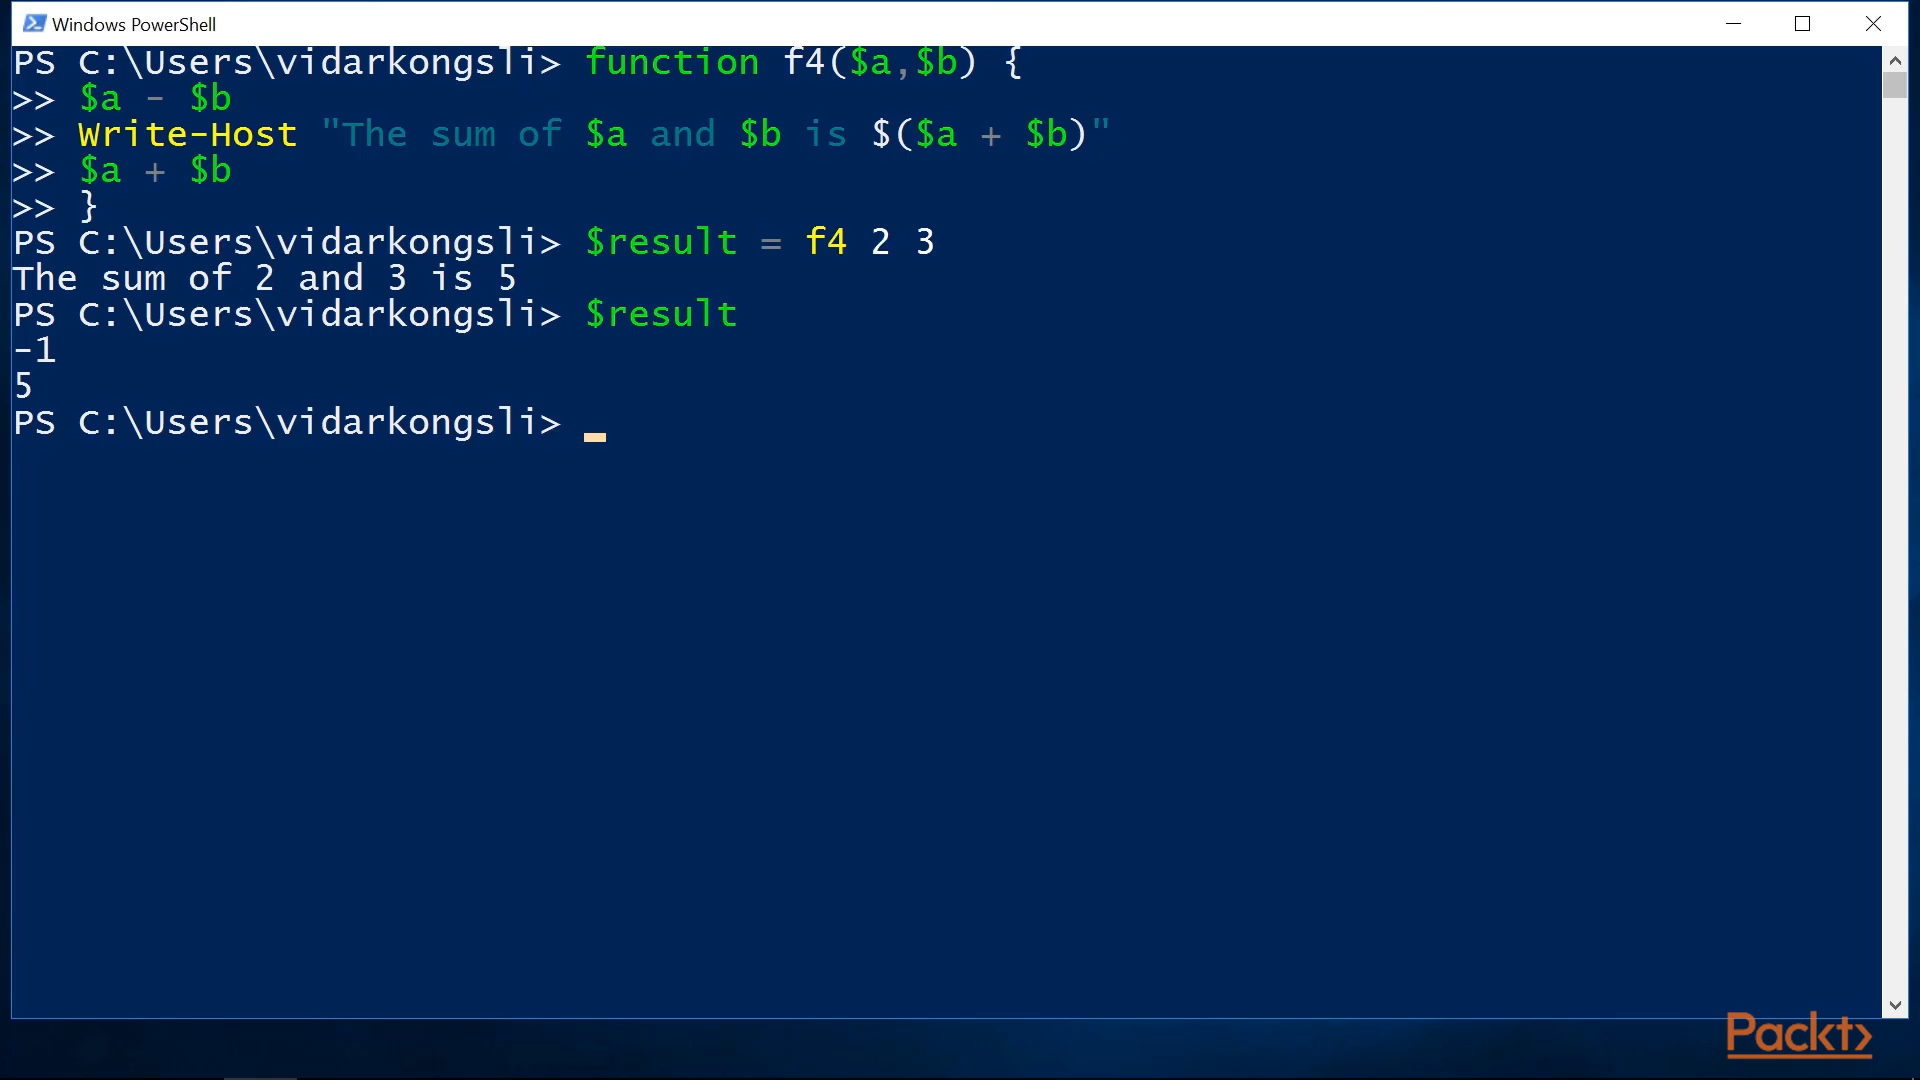 Windows PowerShell
PS C:\Users\vidarkongsli> function f4($a,$b) {
>> $a - $b
>> Write-Host "The sum of $a and $b is $($a + $b)"
>> $a + $b
>> }
PS C:\Users\vidarkongsli> $result = f4 2 3
The sum of 2 and 3 is 5
PS C:\Users\vidarkongsli> $result
-1
5
PS C:\Users\vidarkongsli>
Packt>